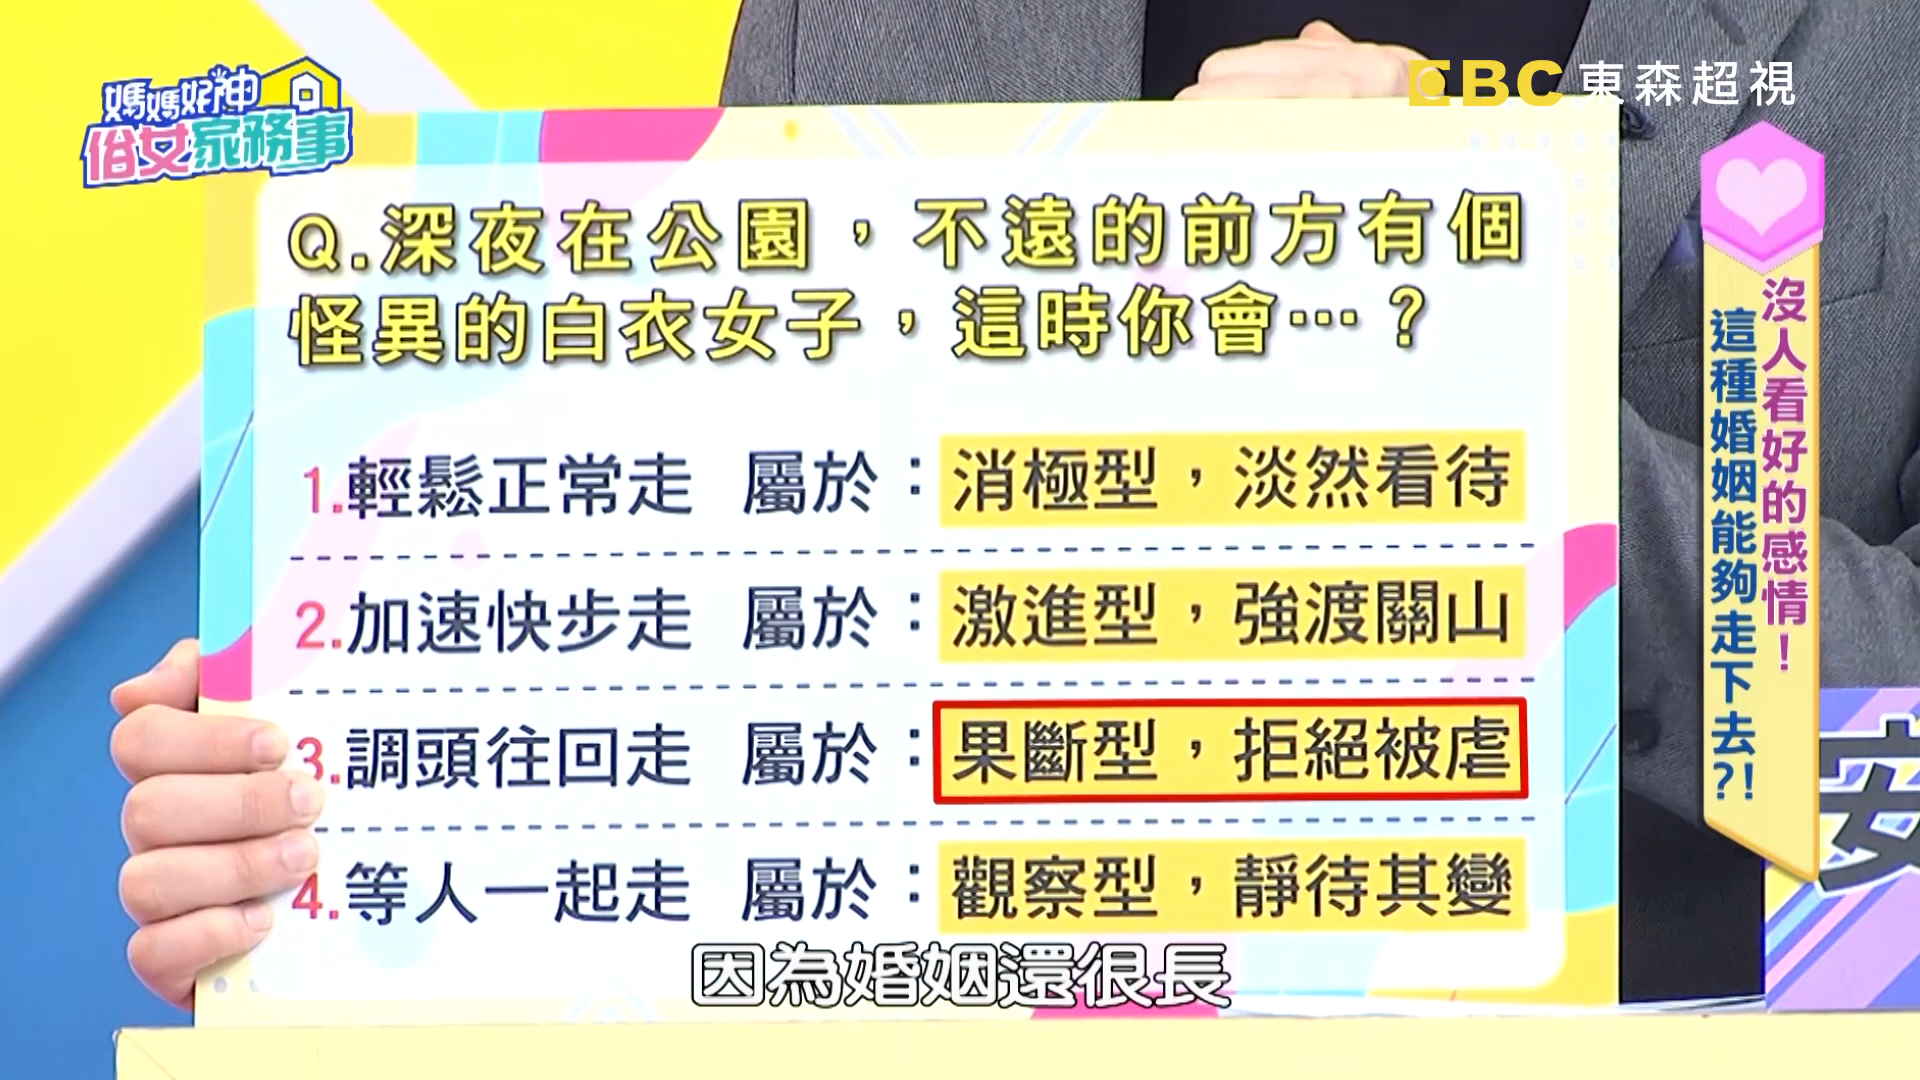 媽媽好神
俗女家務事
EBC 東森超視
Q.深夜在公園，不遠的前方有個
怪異的白衣女子，這時你會…？
1.輕鬆正常走 屬於：消極型，淡然看待
2.加速快步走 屬於：激進型，強渡關山
3.調頭往回走 屬於：果斷型，拒絕被虐
4.等人一起走 屬於：觀察型，靜待其變
沒人看好的感情！
這種婚姻能夠走下去?!
安
因為婚姻還很長